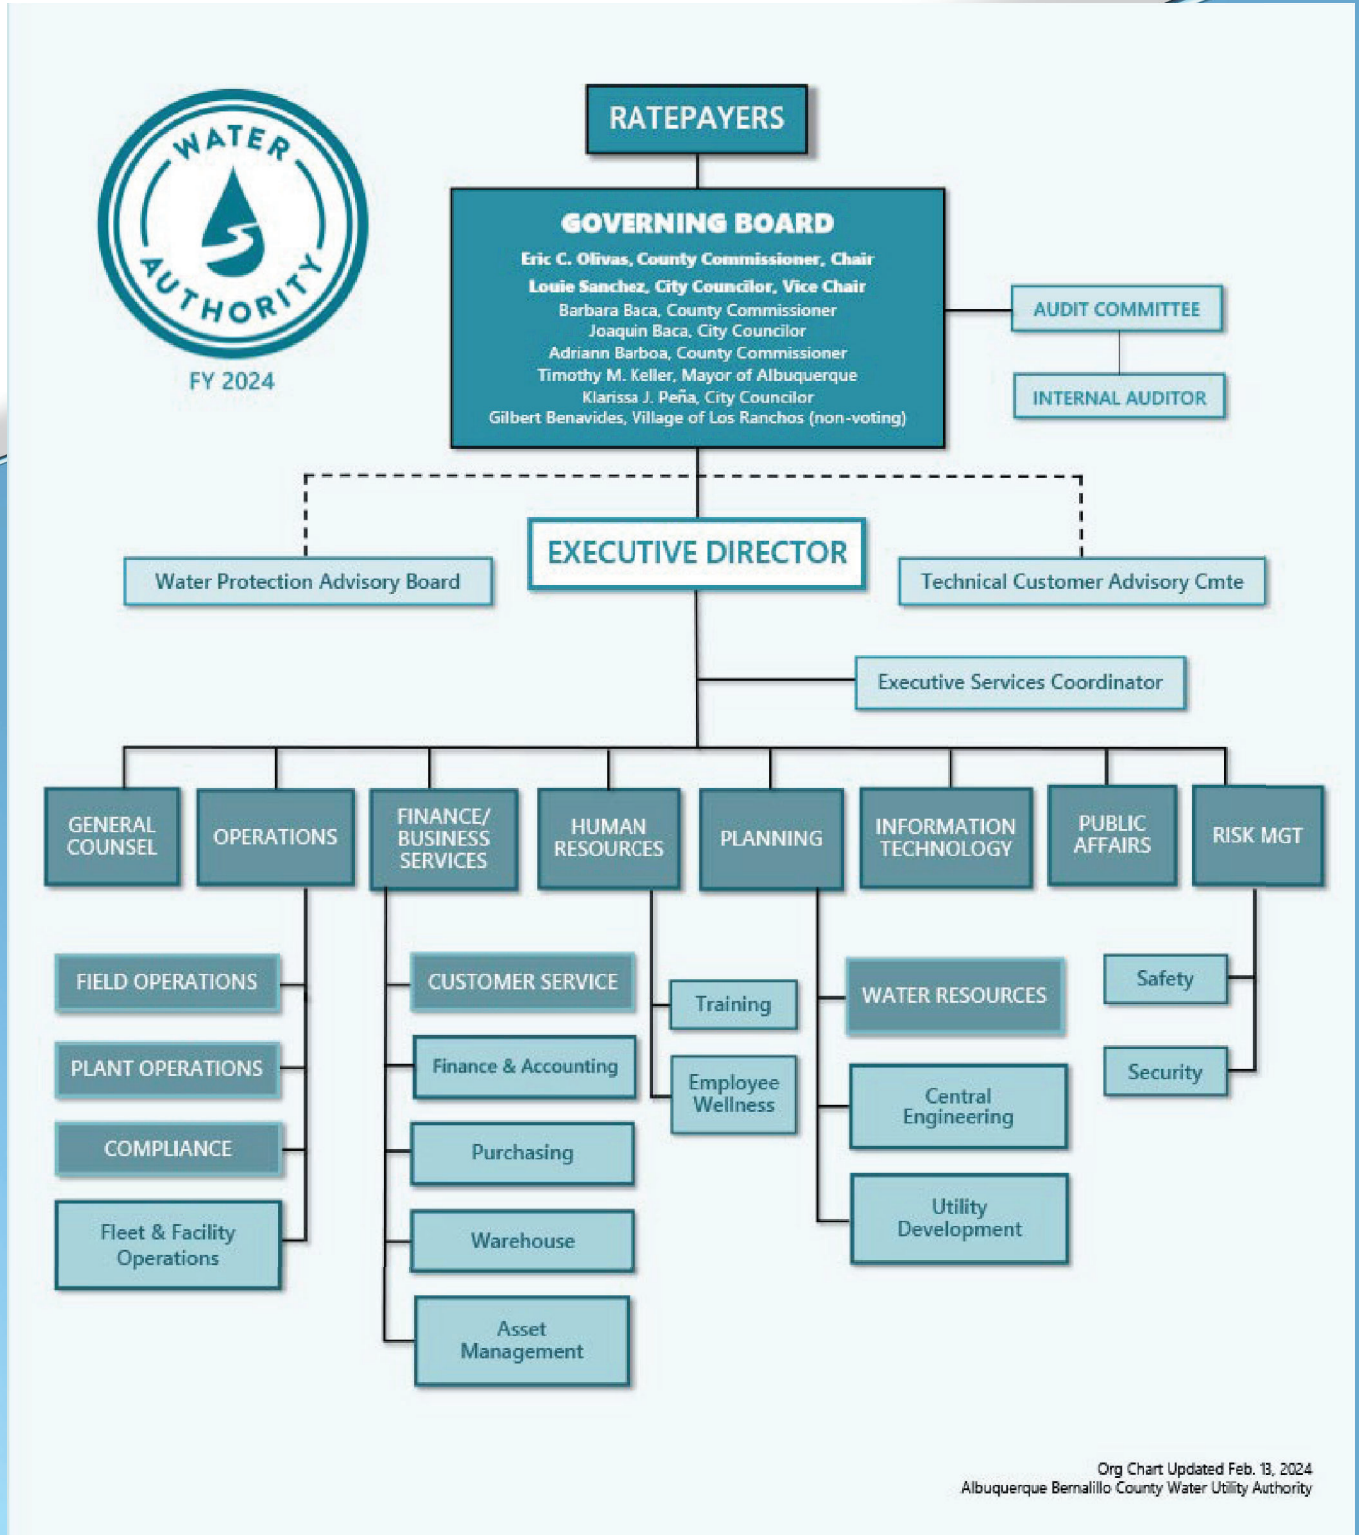 WATER
AUTHORITY
FY 2024
RATEPAYERS
GOVERNING BOARD
Eric C. Olivas, County Commissioner, Chair
Louie Sanchez, City Councilor, Vice Chair
Barbara Baca, County Commissioner
Joaquin Baca, City Councilor
Adriann Barboa, County Commissioner
Timothy M. Keller, Mayor of Albuquerque
Klarissa J. Peña, City Councilor
Gilbert Benavides, Village of Los Ranchos (non-voting)
AUDIT COMMITTEE
INTERNAL AUDITOR
EXECUTIVE DIRECTOR
Water Protection Advisory Board
Technical Customer Advisory Cmte
Executive Services Coordinator
GENERAL
COUNSEL
OPERATIONS
FINANCE/
BUSINESS
SERVICES
HUMAN
RESOURCES
PLANNING
INFORMATION
TECHNOLOGY
PUBLIC
AFFAIRS
RISK MGT
FIELD OPERATIONS
PLANT OPERATIONS
COMPLIANCE
Fleet & Facility
Operations
CUSTOMER SERVICE
Finance & Accounting
Purchasing
Warehouse
Asset
Management
Training
Employee
Wellness
WATER RESOURCES
Central
Engineering
Utility
Development
Safety
Security
Org Chart Updated Feb. 13, 2024
Albuquerque Bernalillo County Water Utility Authority